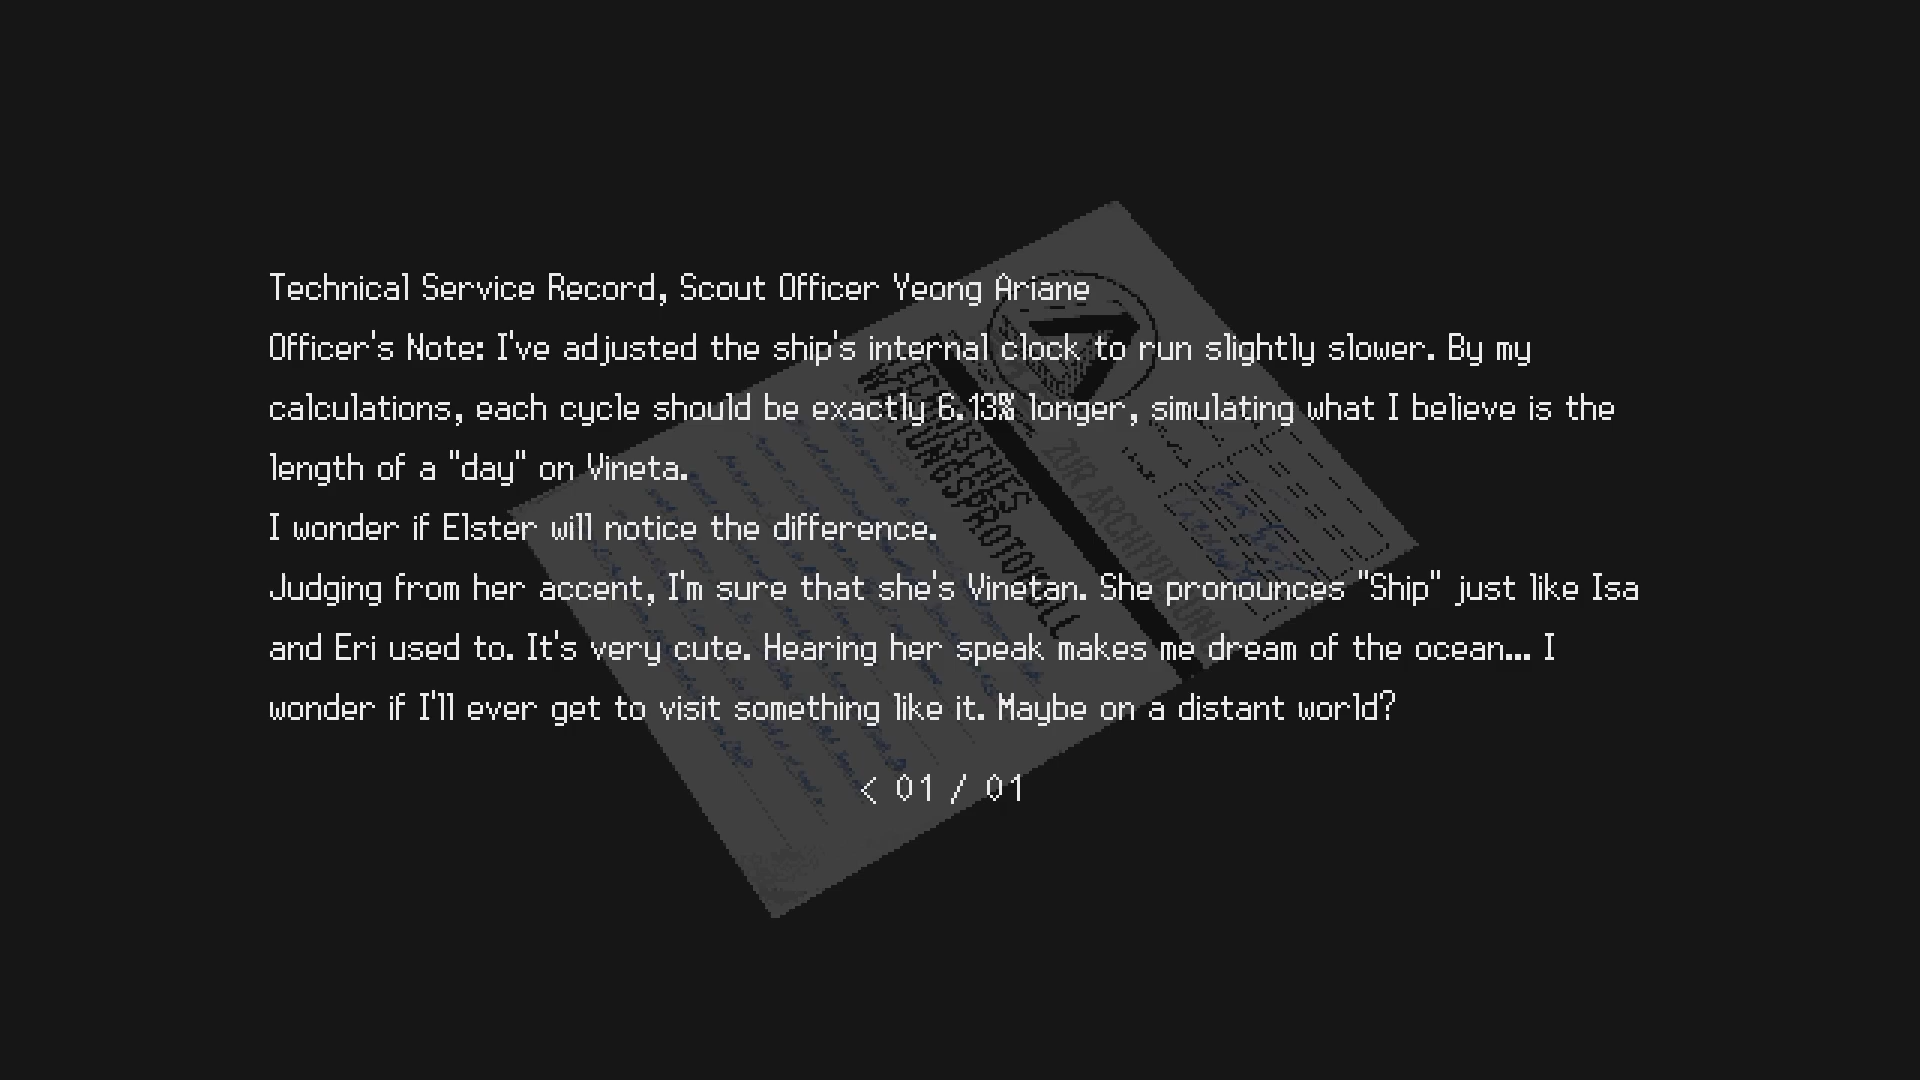 Technical Service Record, Scout Officer Yeong Ariane
Officer's Note: I've adjusted the ship's internal clock to run slightly slower. By my
calculations, each cycle should be exactly 6.13% longer, simulating what I believe is the
length of a "day" on Vineta.
I wonder if Elster will notice the difference.
Judging from her accent, I'm sure that she's Vinetan. She pronounces "Ship" just like Isa
and Eri used to. It's very cute. Hearing her speak makes me dream of the ocean... I
wonder if I'll ever get to visit something like it. Maybe on a distant world?
< 01 / 01
TECHNISCHES
WARTUNGSPROTOKOLL